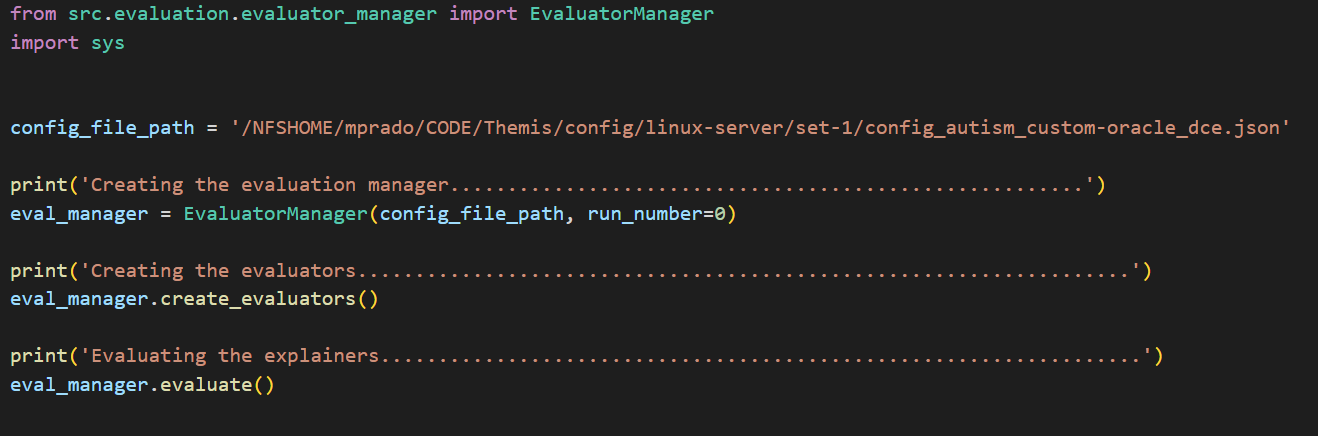 from src.evaluation.evaluator_manager import EvaluatorManager
import sys
config_file_path = '/NFSHOME/mprado/CODE/Themis/config/linux-server/set-1/config_autism_custom-oracle_dce.json'
print('Creating the evaluation manager.......................................................')
eval_manager = EvaluatorManager(config_file_path, run_number=0)
print('Creating the evaluators...................................................................')
eval_manager.create_evaluators()
print('Evaluating the explainers..................................................................')
eval_manager.evaluate()